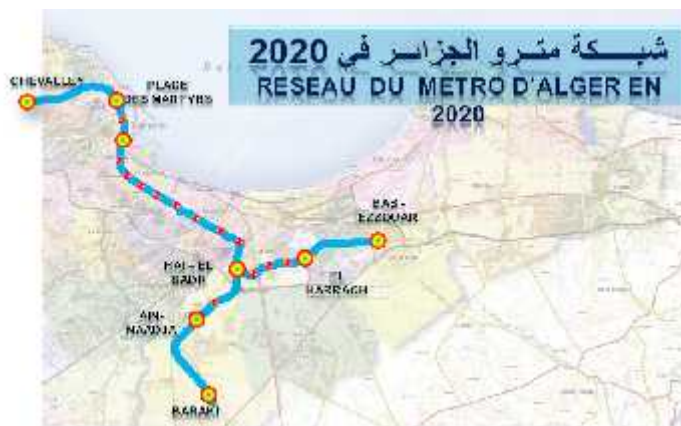 شبكة مترو الجزائر في 2020
RESEAU DU METRO D'ALGER EN
2020
CHEVALLEY
PLACE
DES MARTYRS
BAB-
EZZOUAR
HAI-EL
BADR
EL
HARRACH
AIN-
NAADJA
BARAKI